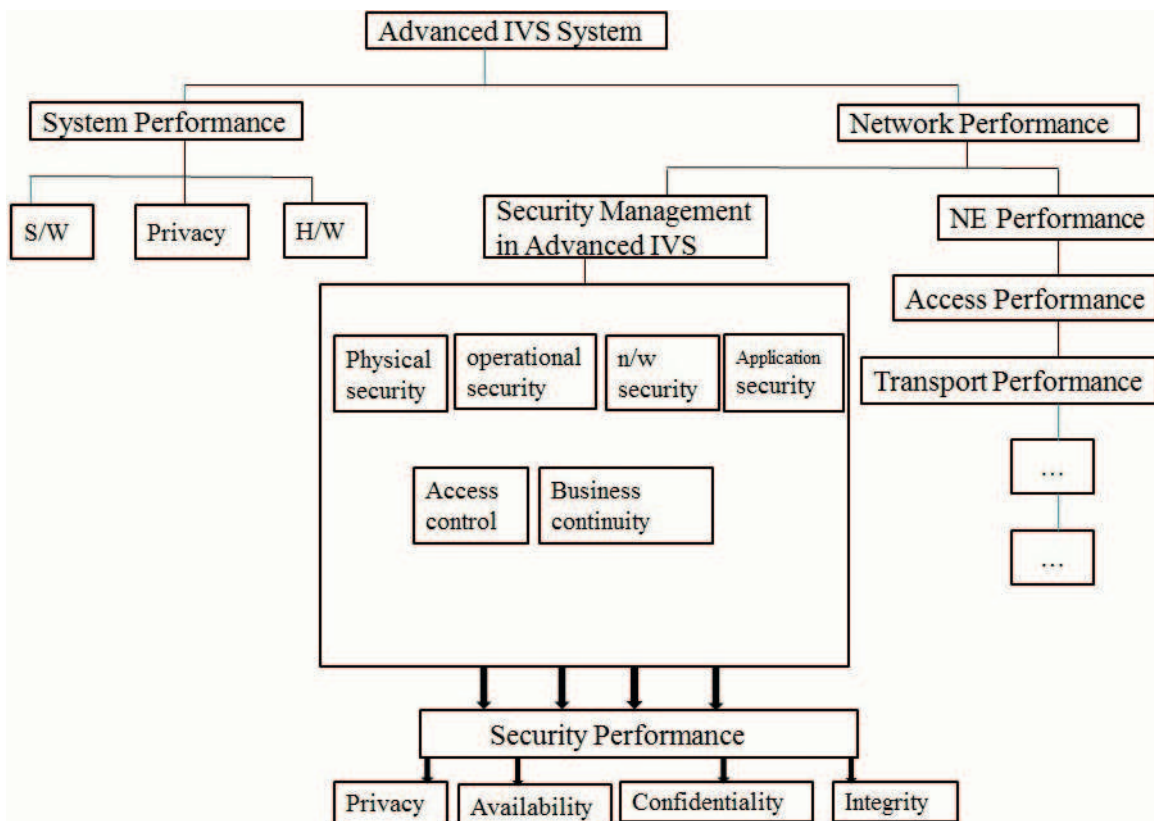 Advanced IVS System
System Performance
Network Performance
S/W
Privacy
H/W
Security Management
in Advanced IVS
NE Performance
Access Performance
Transport Performance
...
...
Physical
security
operational
security
n/w
security
Application
security
Access
control
Business
continuity
Security Performance
Privacy
Availability
Confidentiality
Integrity